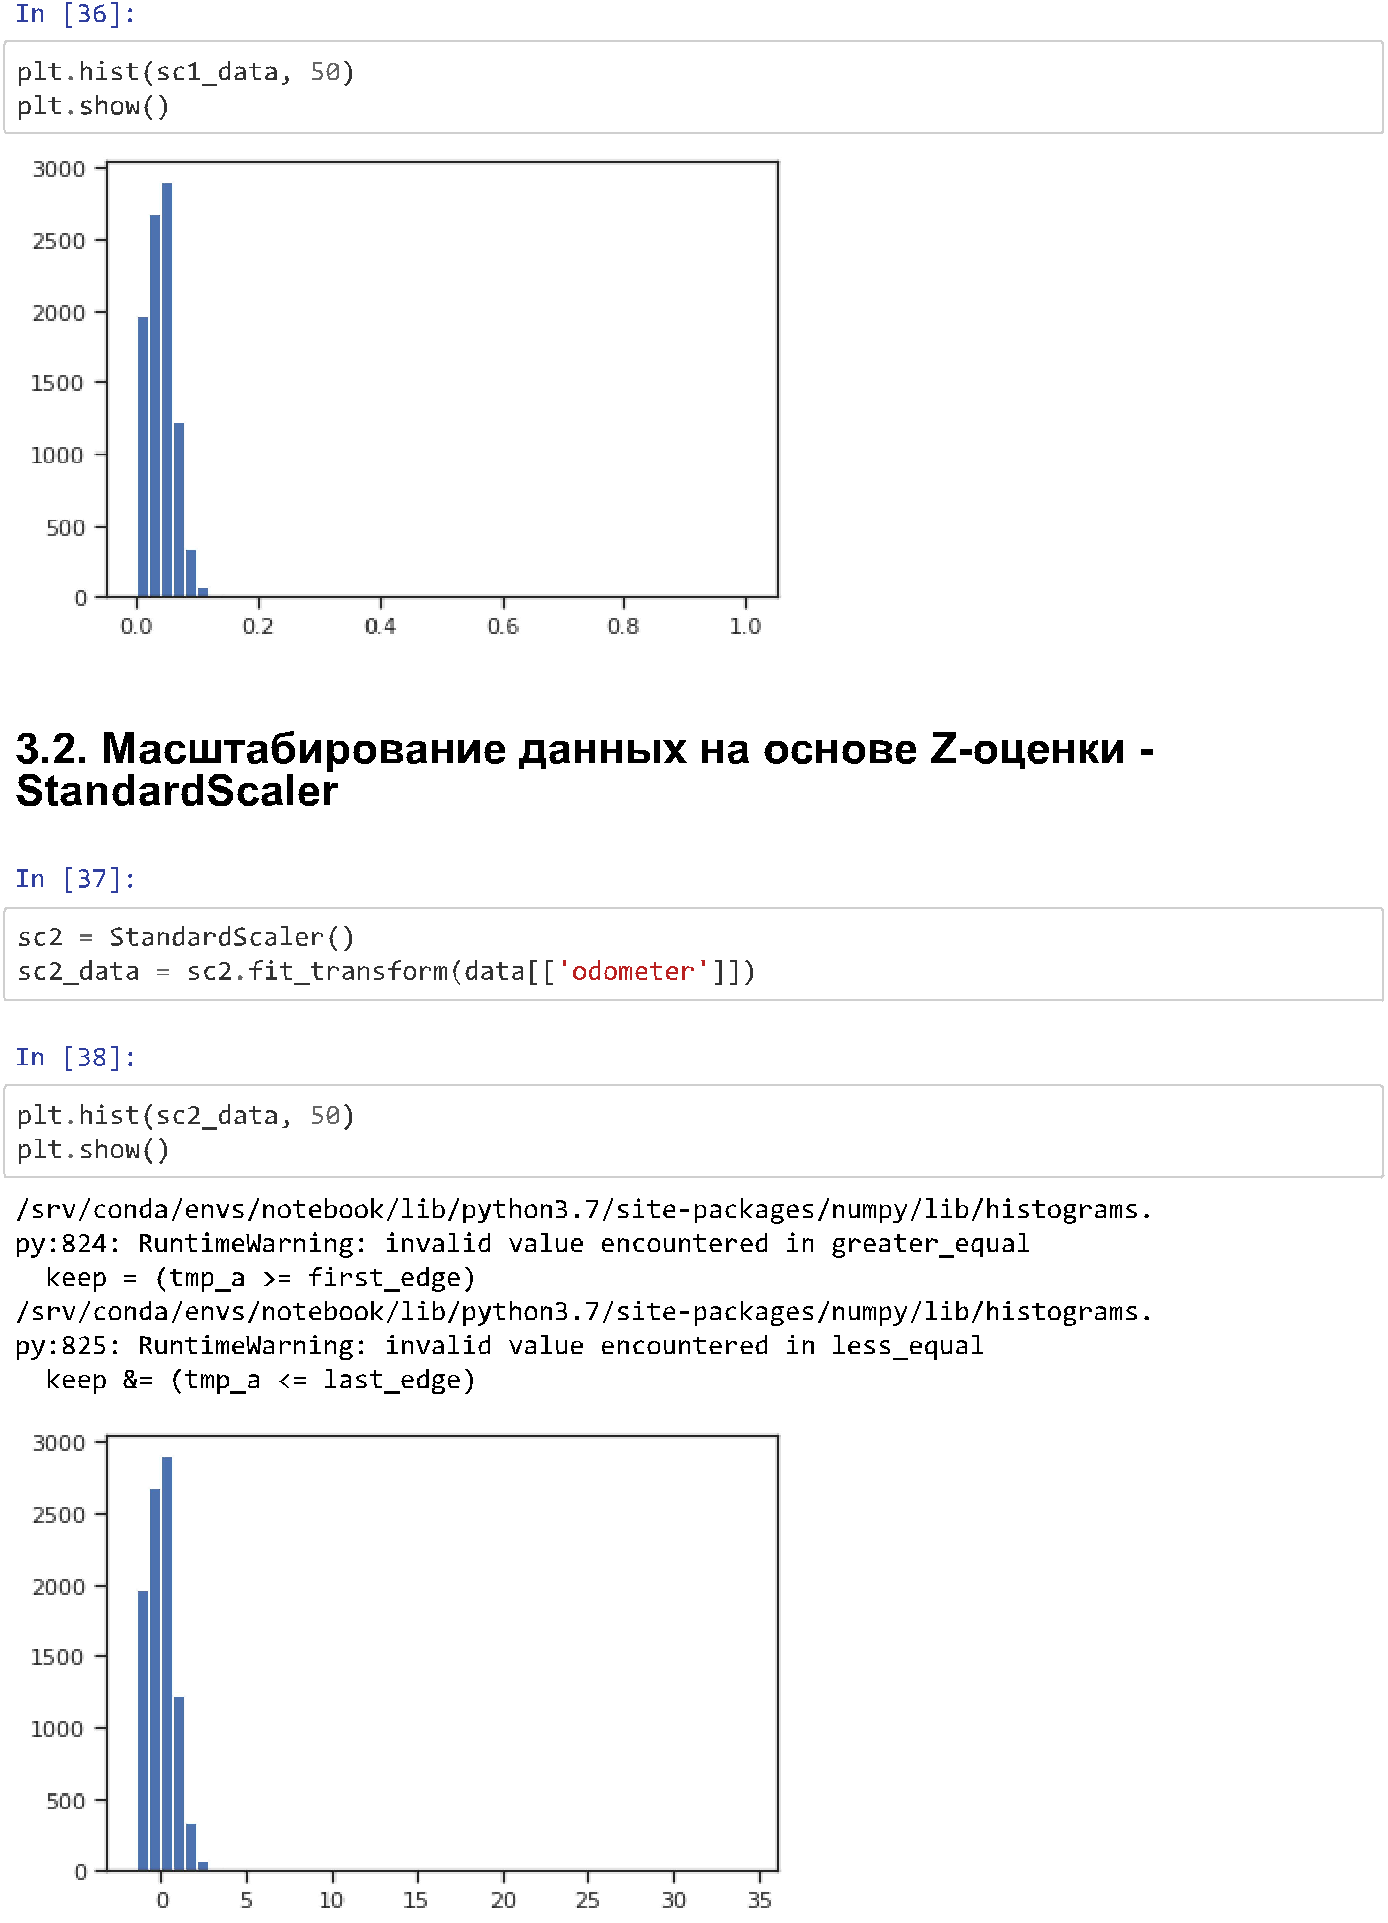 In [36]:
plt.hist(sc1_data, 50)
plt.show()
3000
2500
2000
1500
1000
500
0
0.0 0.2 0.4 0.6 0.8 1.0
3.2. Масштабирование данных на основе Z-оценки -
StandardScaler
In [37]:
sc2 = StandardScaler()
sc2_data = sc2.fit_transform(data[['odometer']])
In [38]:
plt.hist(sc2_data, 50)
plt.show()
/srv/conda/envs/notebook/lib/python3.7/site-packages/numpy/lib/histograms.
py:824: RuntimeWarning: invalid value encountered in greater_equal
  keep = (tmp_a >= first_edge)
/srv/conda/envs/notebook/lib/python3.7/site-packages/numpy/lib/histograms.
py:825: RuntimeWarning: invalid value encountered in less_equal
  keep &= (tmp_a <= last_edge)
3000
2500
2000
1500
1000
500
0
0 5 10 15 20 25 30 35